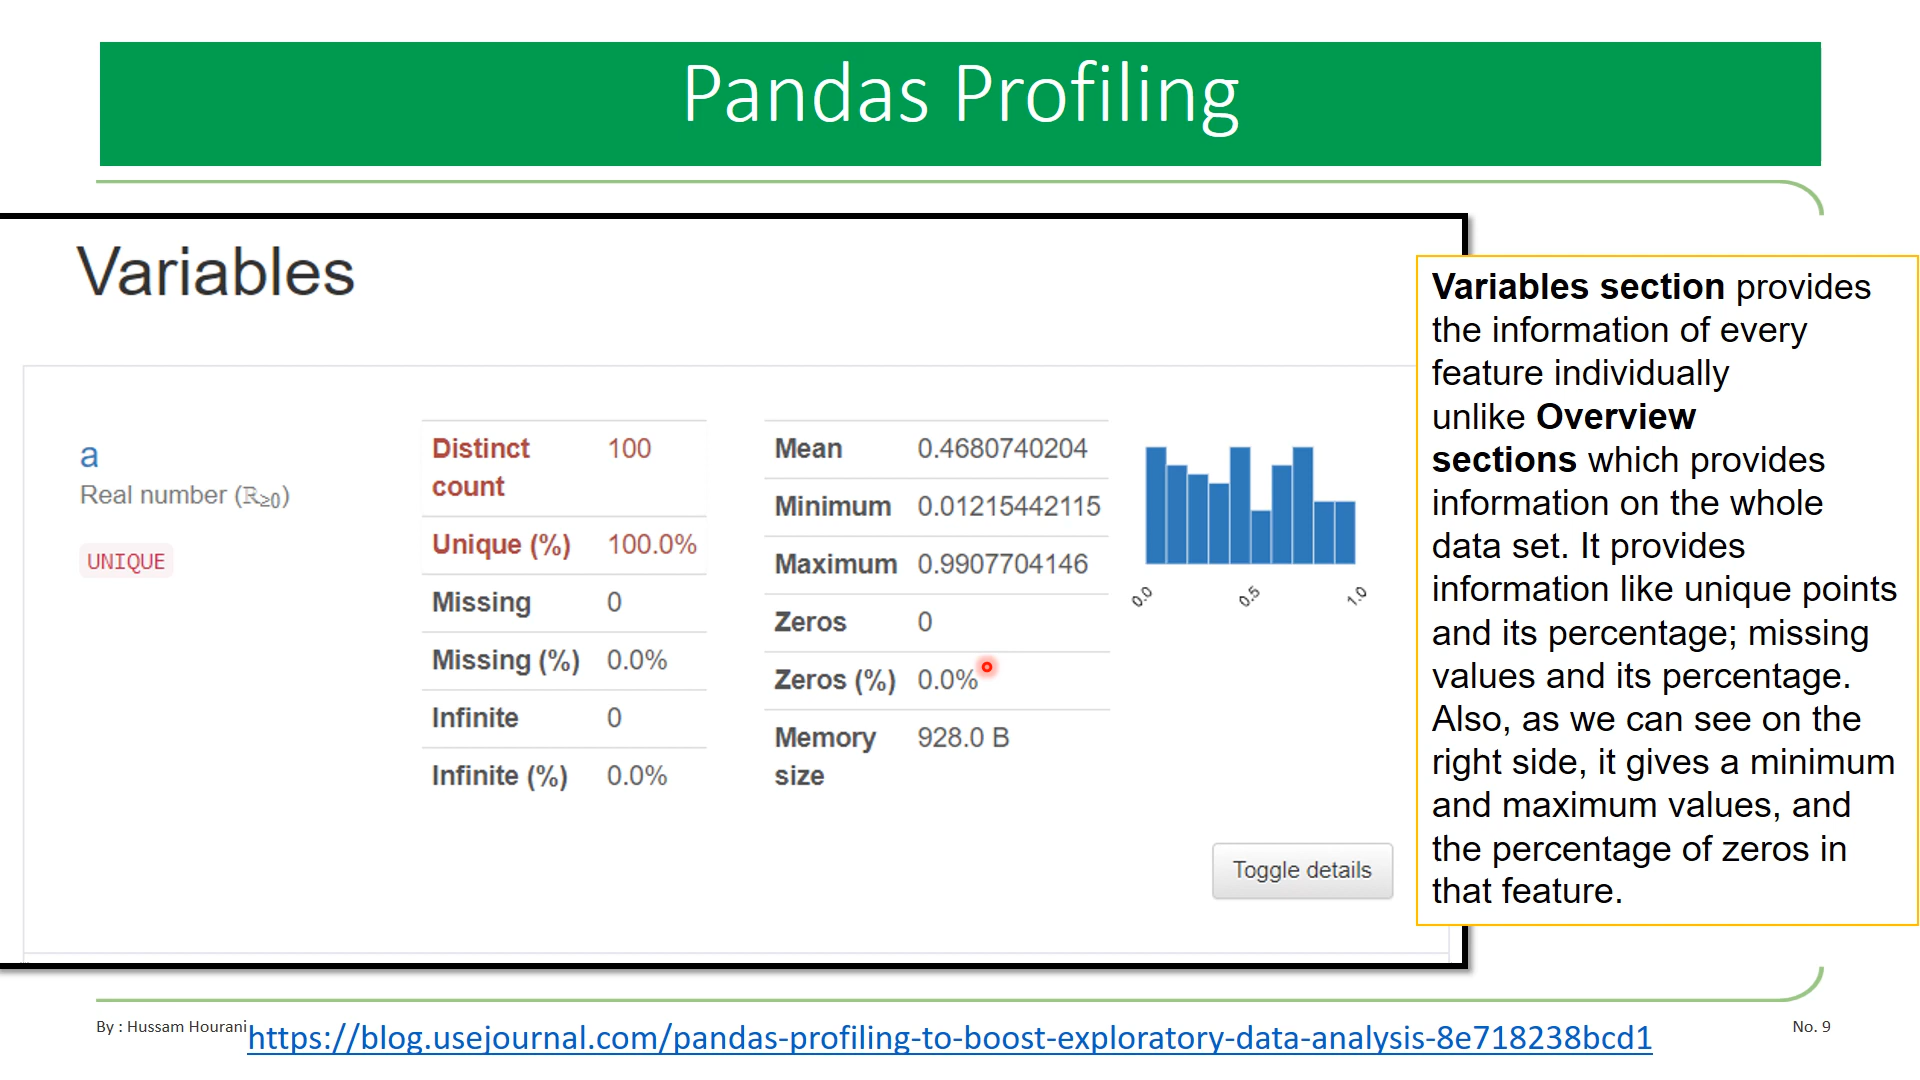 Pandas Profiling
Variables
a
Real number (ℝ≥0)
UNIQUE
Distinct count 100
Unique (%) 100.0%
Missing 0
Missing (%) 0.0%
Infinite 0
Infinite (%) 0.0%
Mean 0.4680740204
Minimum 0.01215442115
Maximum 0.9907704146
Zeros 0
Zeros (%) 0.0%
Memory size 928.0 B
0.0 0.5 1.0
Toggle details
Variables section provides
the information of every
feature individually
unlike Overview
sections which provides
information on the whole
data set. It provides
information like unique points
and its percentage; missing
values and its percentage.
Also, as we can see on the
right side, it gives a minimum
and maximum values, and
the percentage of zeros in
that feature.
By : Hussam Hourani
https://blog.usejournal.com/pandas-profiling-to-boost-exploratory-data-analysis-8e718238bcd1
No. 9